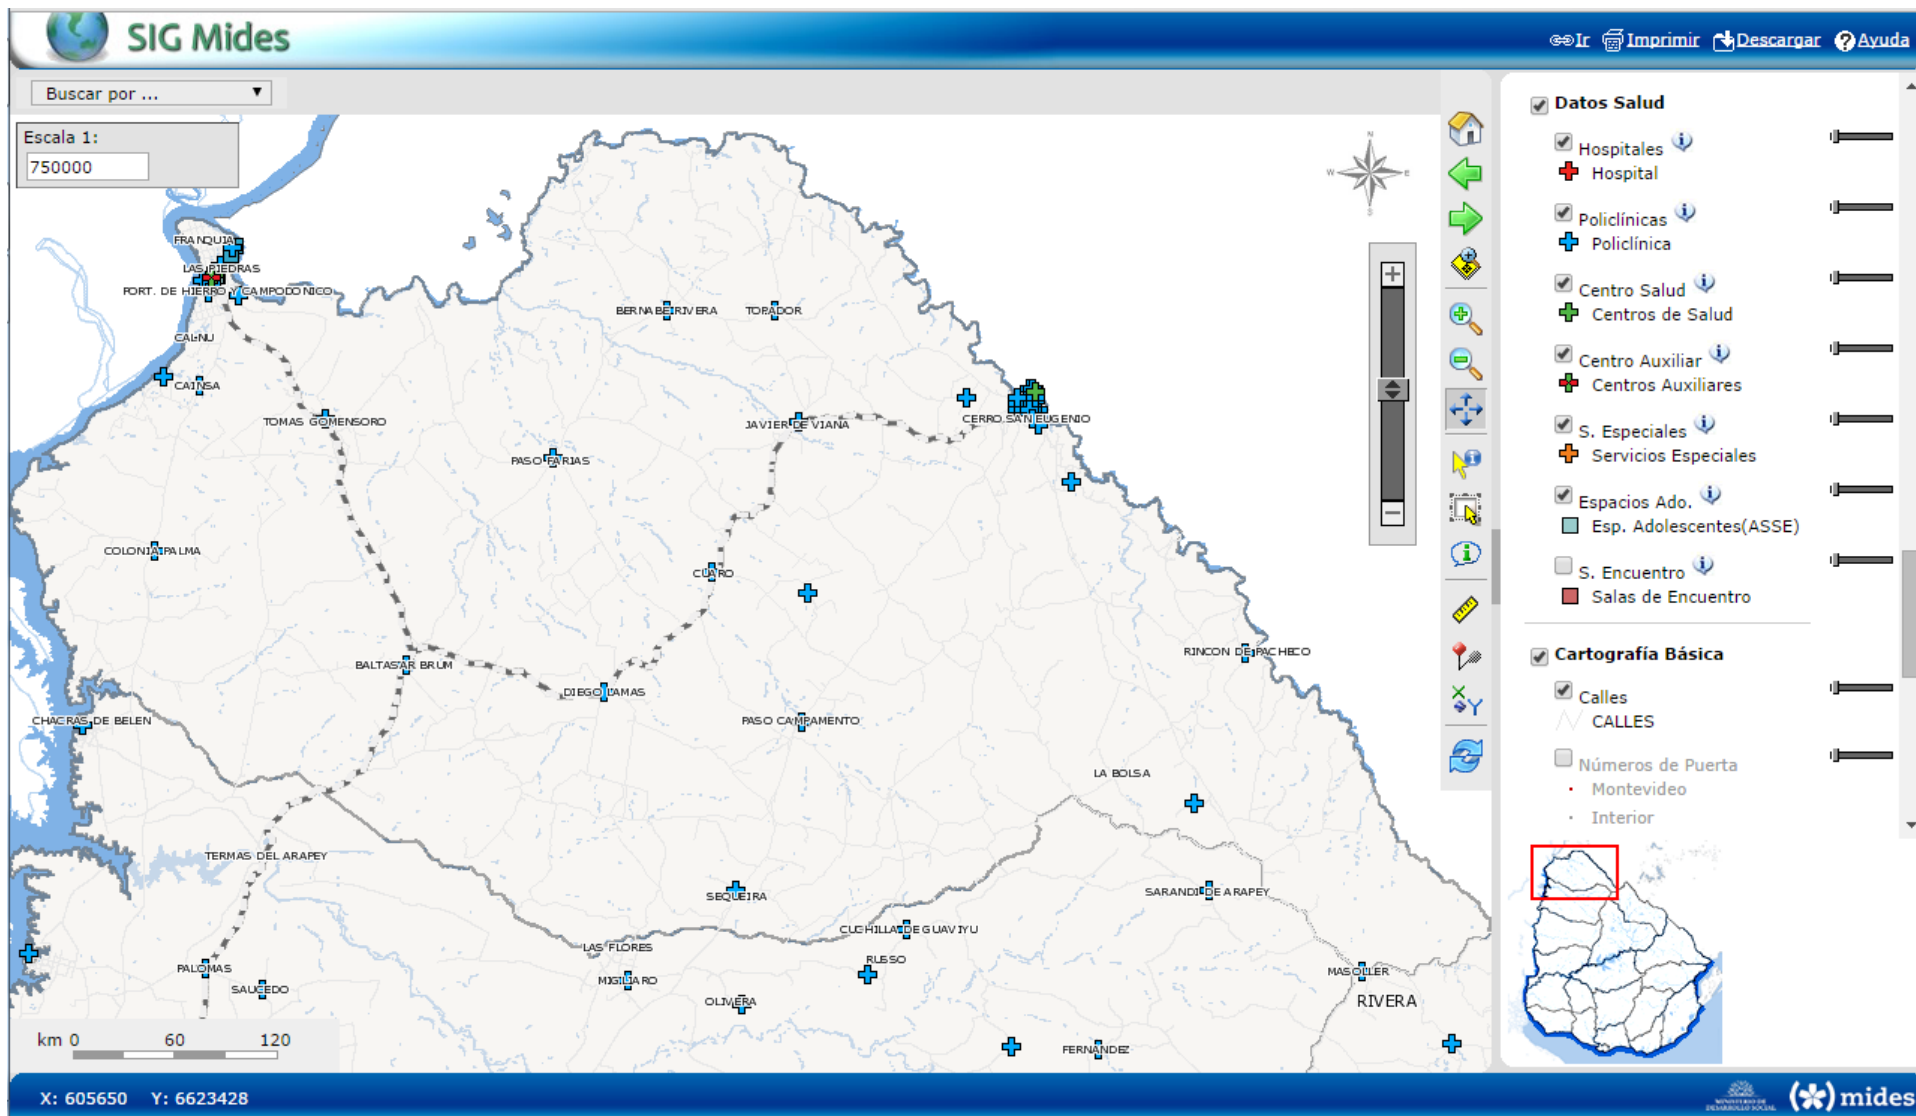 SIG Mides
Ir Imprimir Descargar Ayuda
Buscar por ...
Escala 1:
750000
N
W E
S
FRANQUIA
LAS PIEDRAS
PORT. DE HIERRO Y CAMPODONICO
CALNU
CAINSA
TOMAS GOMENSORO
BERNABE RIVERA
TOPADOR
JAVIER DE VIANA
CERRO SAN EUGENIO
PASO FARIAS
COLONIA PALMA
CUARO
BALTASAR BRUM
DIEGO LAMAS
RINCON DE PACHECO
CHACRAS DE BELEN
PASO CAMPAMENTO
LA BOLSA
TERMAS DEL ARAPEY
SEQUEIRA
SARANDI DE ARAPEY
CUCHILLA DE GUAVIYU
LAS FLORES
RUSSO
PALOMAS
MIGLIARO
MASOLLER
SAUCEDO
OLIVERA
RIVERA
FERNANDEZ
km 0 60 120
Datos Salud
Hospitales
Hospital
Policlínicas
Policlínica
Centro Salud
Centros de Salud
Centro Auxiliar
Centros Auxiliares
S. Especiales
Servicios Especiales
Espacios Ado.
Esp. Adolescentes(ASSE)
S. Encuentro
Salas de Encuentro
Cartografía Básica
Calles
CALLES
Números de Puerta
Montevideo
Interior
X: 605650 Y: 6623428
MINISTERIO DE
DESARROLLO SOCIAL
mides